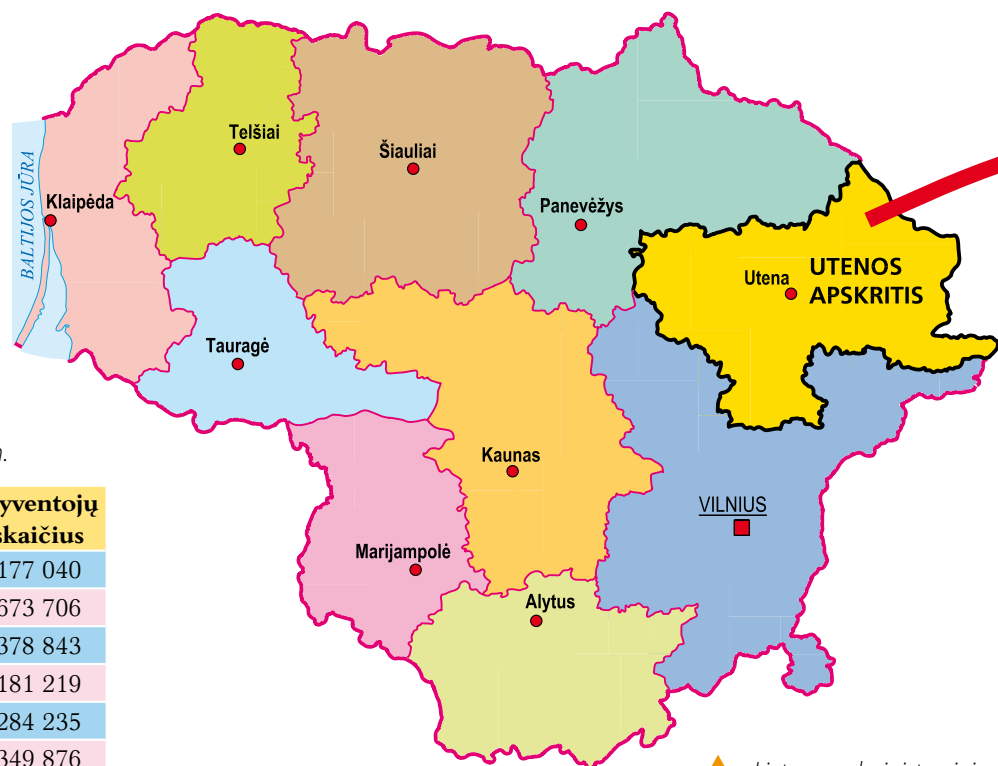 Telšiai
Šiauliai
Klaipėda
BALTIJOS JŪRA
Panevėžys
Utena
UTENOS
APSKRITIS
Tauragė
Kaunas
VILNIUS
Marijampolė
Alytus
yventojų
skaičius
177 040
673 706
378 843
181 219
284 235
349 876